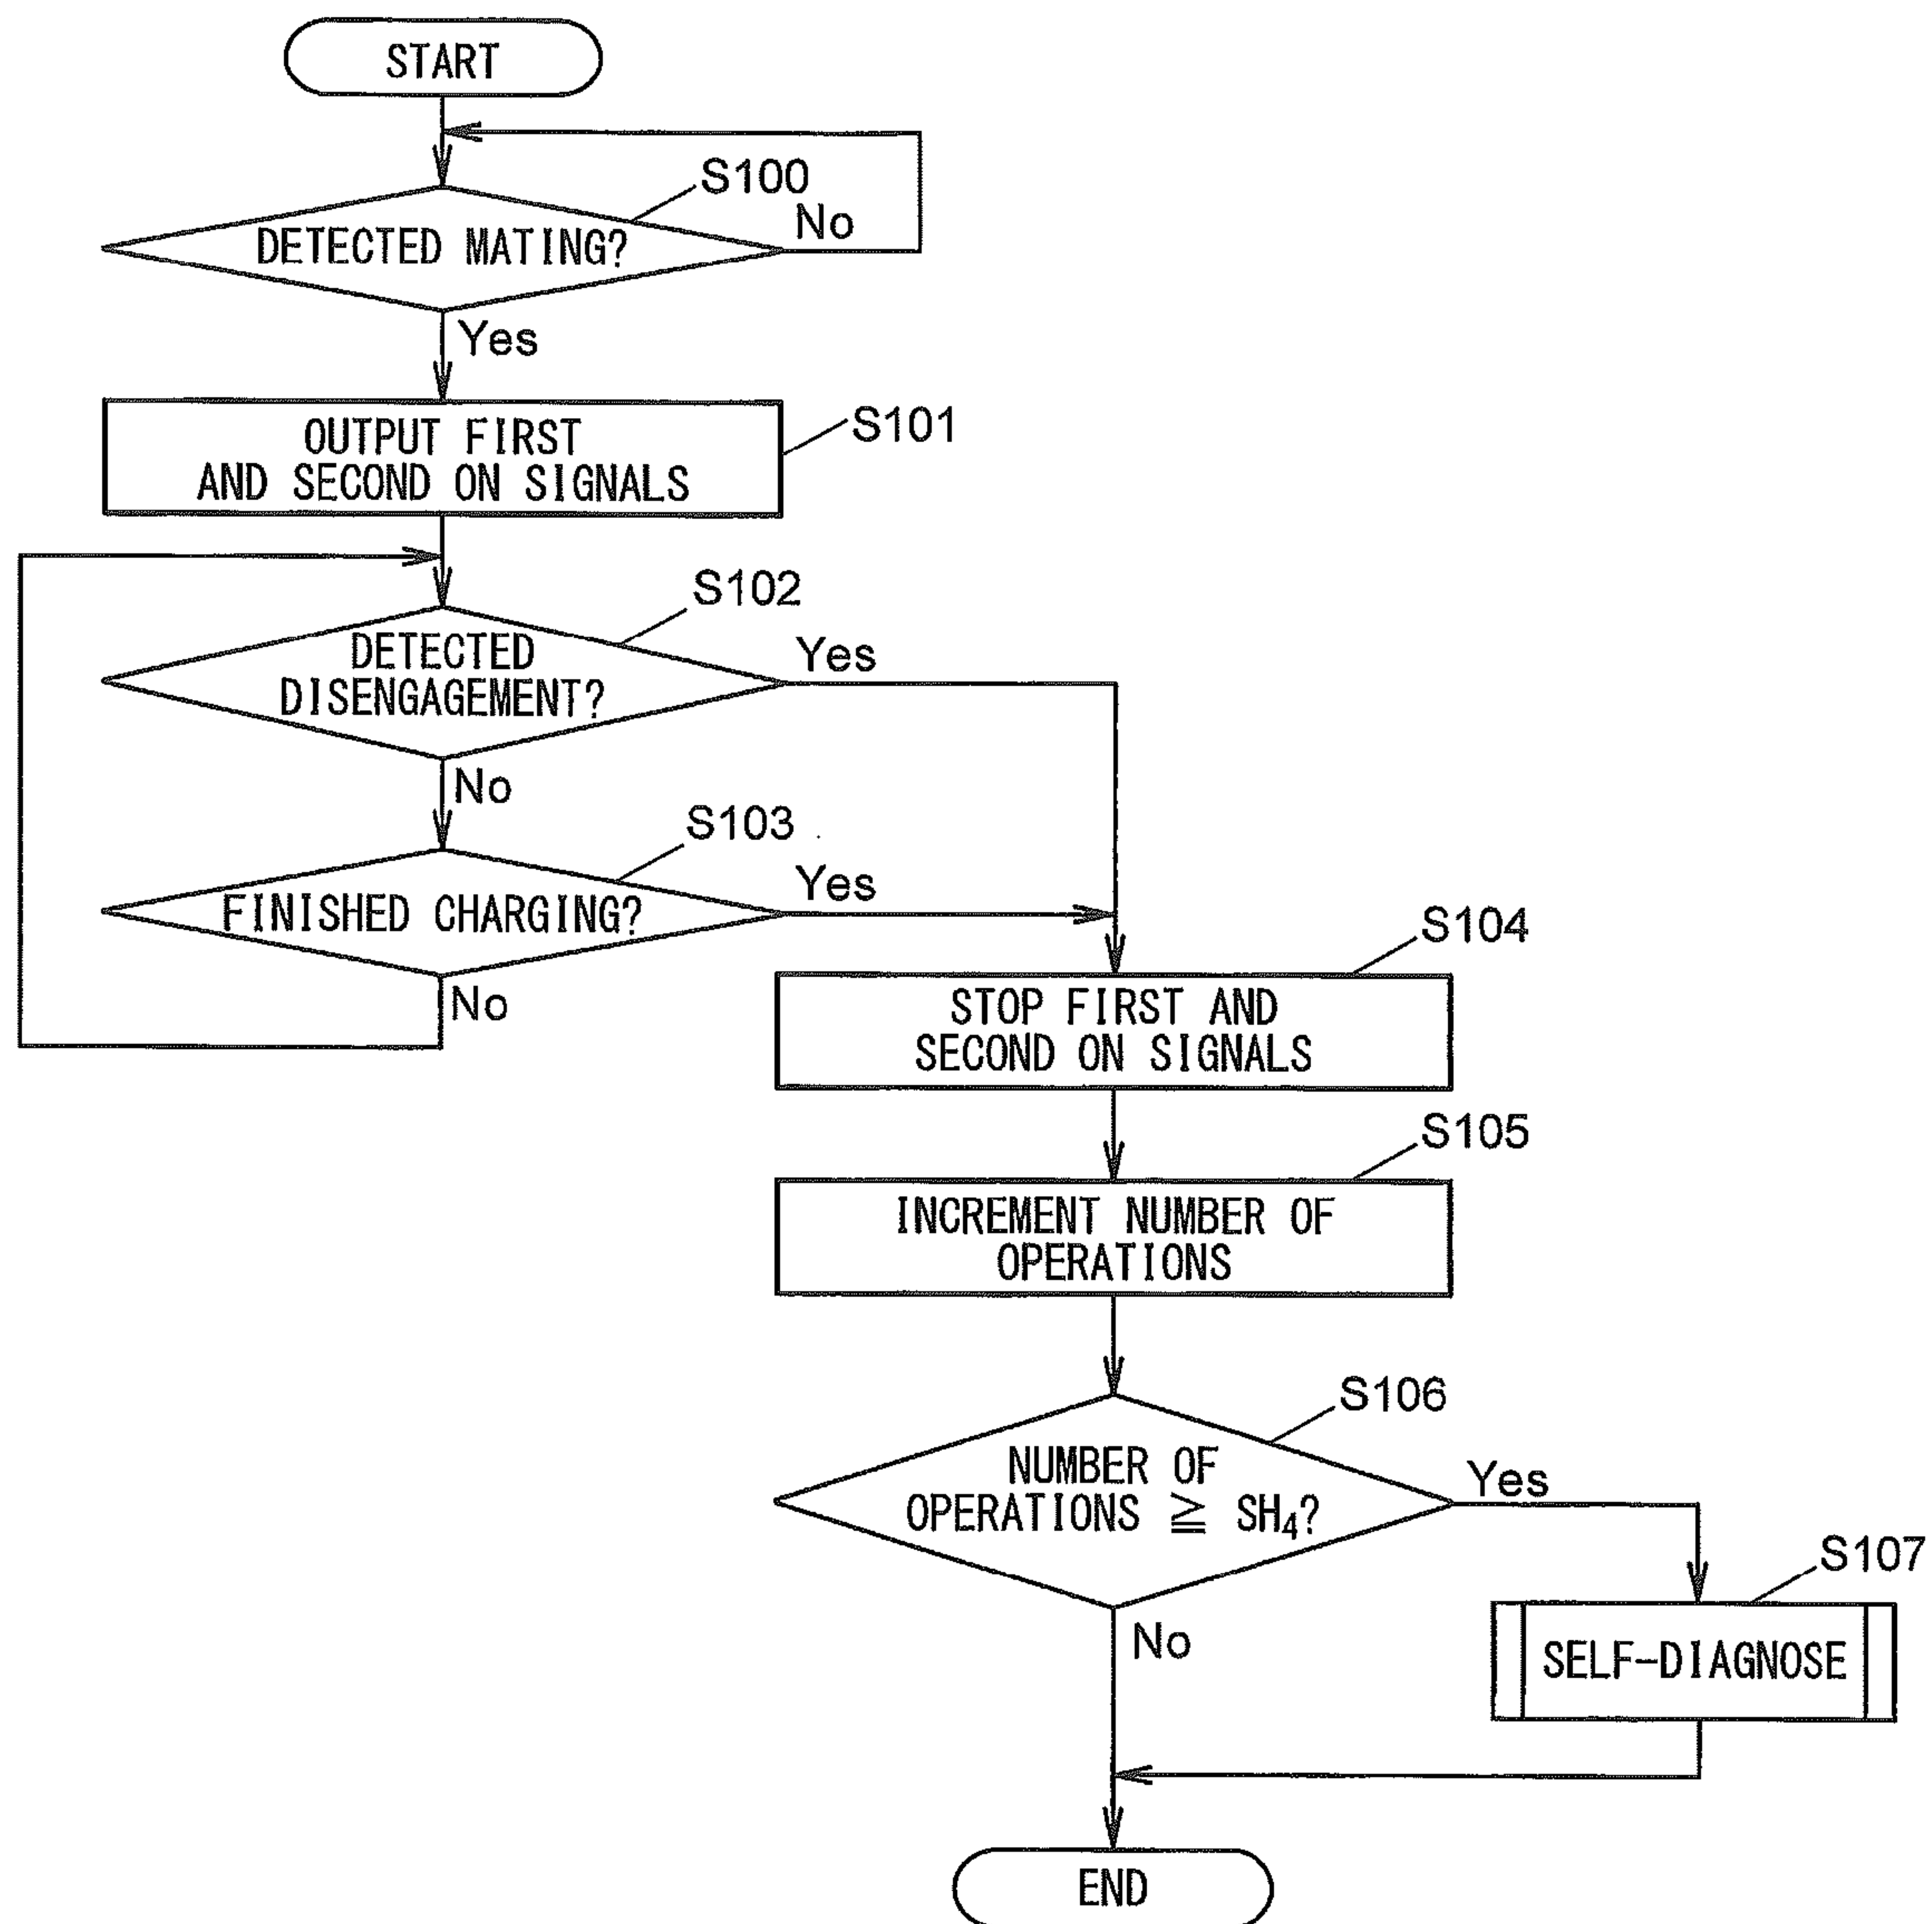 START
S100
DETECTED MATING?
No
Yes
OUTPUT FIRST
AND SECOND ON SIGNALS
S101
S102
DETECTED
DISENGAGEMENT?
Yes
No
S103
FINISHED CHARGING?
Yes
No
S104
STOP FIRST AND
SECOND ON SIGNALS
S105
INCREMENT NUMBER OF
OPERATIONS
S106
NUMBER OF
OPERATIONS ≧ SH₄?
Yes
No
S107
SELF-DIAGNOSE
END